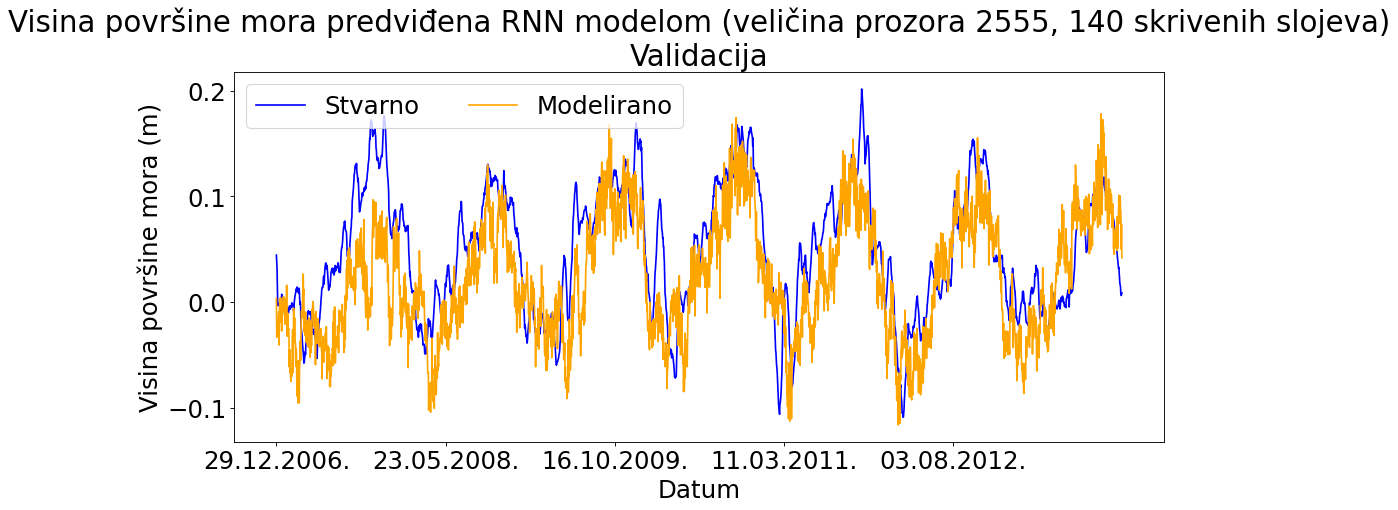 Visina površine mora predviđena RNN modelom (veličina prozora 2555, 140 skrivenih slojeva)
Validacija
Stvarno
Modelirano
Visina površine mora (m)
0.2
0.1
0.0
−0.1
29.12.2006.
23.05.2008.
16.10.2009.
11.03.2011.
03.08.2012.
Datum